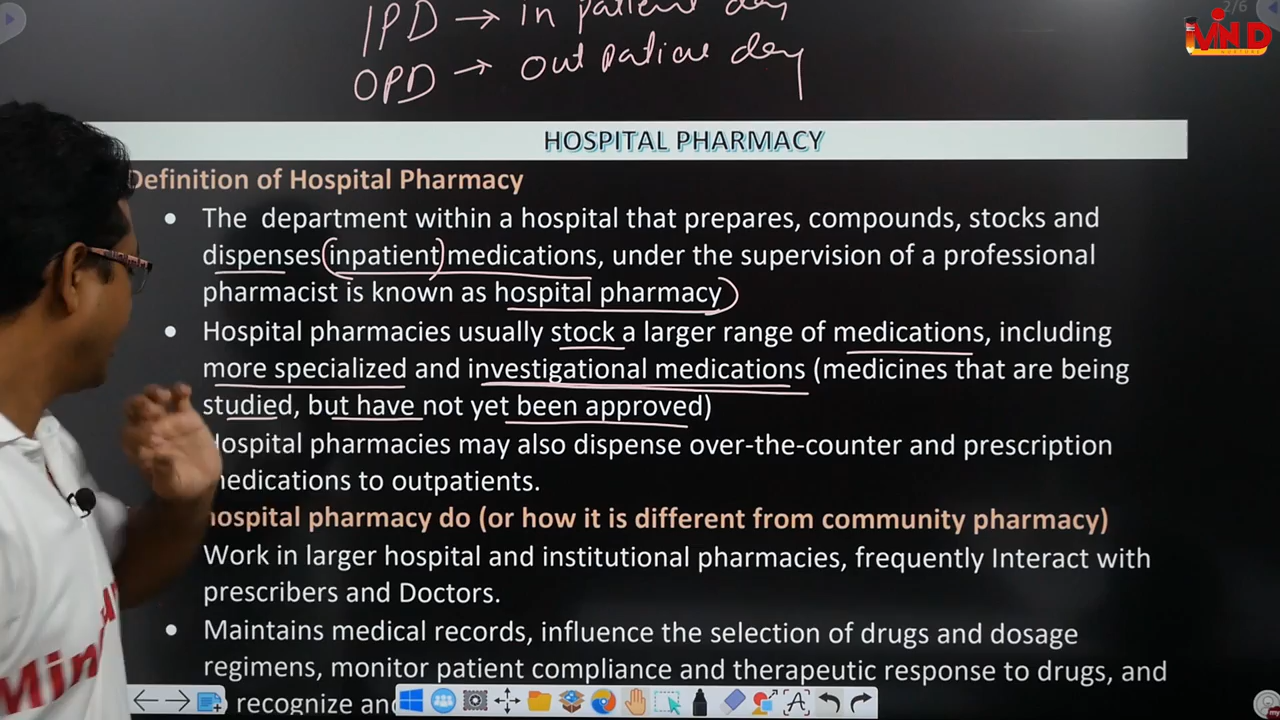 IPD → in patient day
OPD → out patien day
2/6
MIND
HOSPITAL PHARMACY
Definition of Hospital Pharmacy
• The department within a hospital that prepares, compounds, stocks and
dispenses (inpatient) medications, under the supervision of a professional
pharmacist is known as hospital pharmacy)
• Hospital pharmacies usually stock a larger range of medications, including
more specialized and investigational medications (medicines that are being
studied, but have not yet been approved)
Hospital pharmacies may also dispense over-the-counter and prescription
medications to outpatients.
hospital pharmacy do (or how it is different from community pharmacy)
Work in larger hospital and institutional pharmacies, frequently Interact with
prescribers and Doctors.
• Maintains medical records, influence the selection of drugs and dosage
regimens, monitor patient compliance and therapeutic response to drugs, and
recognize and
Min